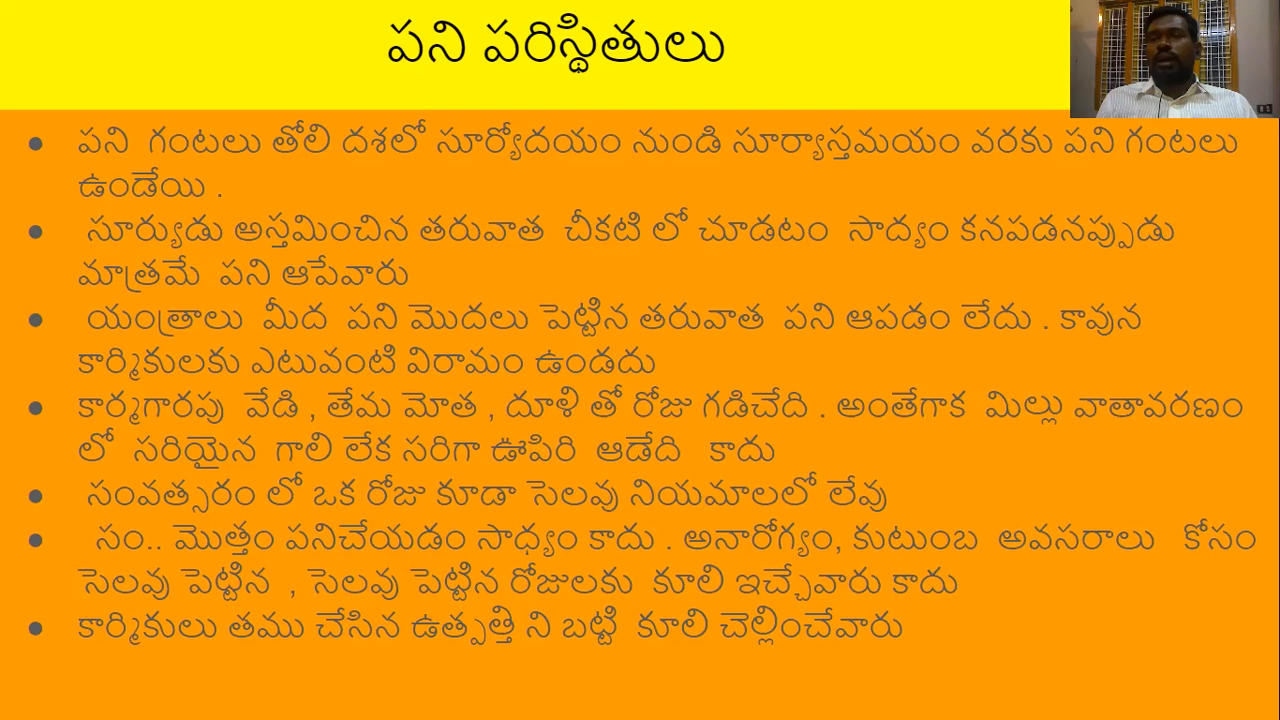 పని పరిస్థితులు
● పని గంటలు తోలి దశలో సూర్యోదయం నుండి సూర్యాస్తమయం వరకు పని గంటలు
ఉండేయి .
● సూర్యుడు అస్తమించిన తరువాత చీకటి లో చూడటం సాద్యం కనపడనప్పుడు
మాత్రమే పని ఆపేవారు
● యంత్రాలు మీద పని మొదలు పెట్టిన తరువాత పని ఆపడం లేదు . కావున
కార్మికులకు ఎటువంటి విరామం ఉండదు
● కార్మగారపు వేడి , తేమ మోత , దూళి తో రోజు గడిచేది . అంతేగాక మిల్లు వాతావరణం
లో సరియైన గాలి లేక సరిగా ఊపిరి ఆడేది కాదు
● సంవత్సరం లో ఒక రోజు కూడా సెలవు నియమాలలో లేవు
● సం.. మొత్తం పనిచేయడం సాధ్యం కాదు . అనారోగ్యం, కుటుంబ అవసరాలు కోసం
సెలవు పెట్టిన , సెలవు పెట్టిన రోజులకు కూలి ఇచ్చేవారు కాదు
● కార్మికులు తము చేసిన ఉత్పత్తి ని బట్టి కూలి చెల్లించేవారు